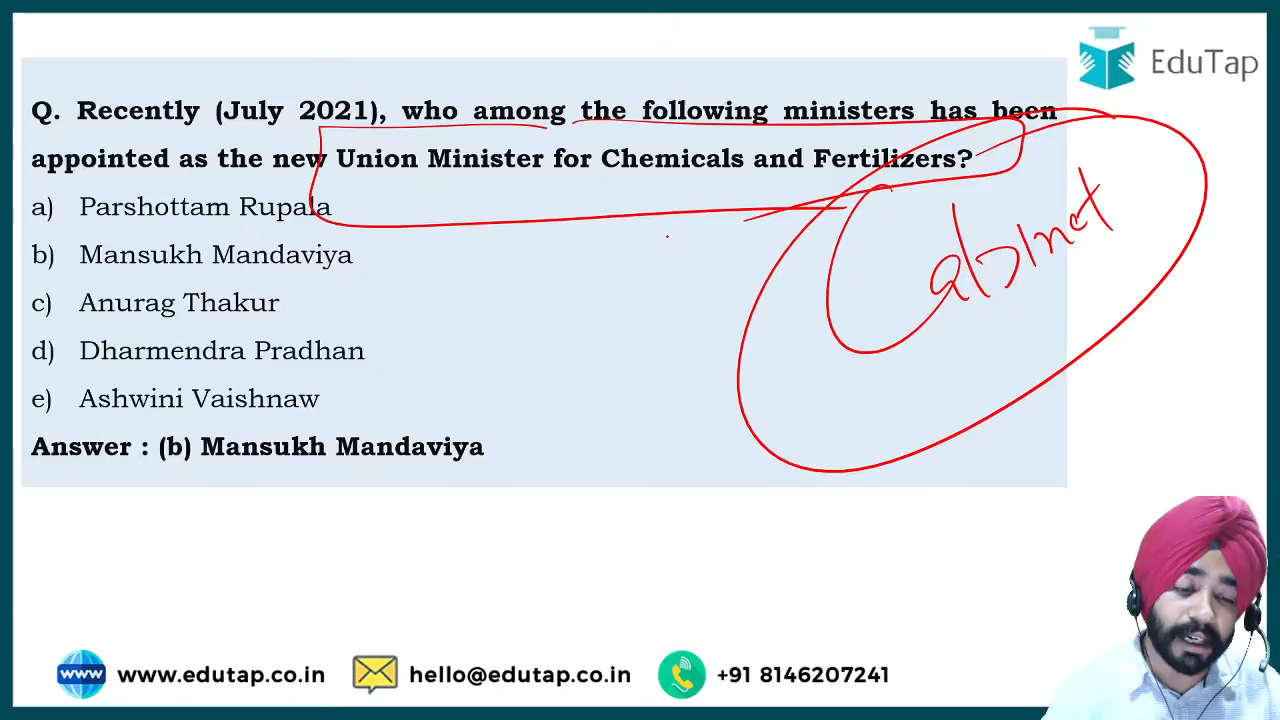 EduTap
Q. Recently (July 2021), who among the following ministers has been
appointed as the new Union Minister for Chemicals and Fertilizers?
a) Parshottam Rupala
b) Mansukh Mandaviya
c) Anurag Thakur
d) Dharmendra Pradhan
e) Ashwini Vaishnaw
Answer : (b) Mansukh Mandaviya
Cabinet
www www.edutap.co.in hello@edutap.co.in +91 8146207241